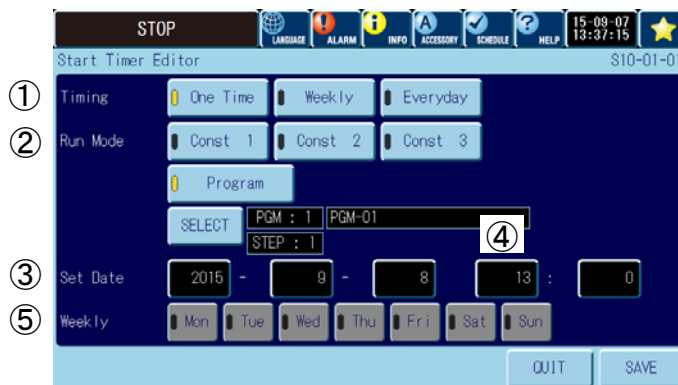 STOP LANGUAGE ALARM INFO ACCESSORY SCHEDULE HELP 15-09-07
13:37:15
Start Timer Editor S10-01-01
① Timing One Time Weekly Everyday
② Run Mode Const 1 Const 2 Const 3
Program
SELECT PGM : 1 PGM-01
STEP : 1
④
③ Set Date 2015 - 9 - 8 13 : 0
⑤ Weekly Mon Tue Wed Thu Fri Sat Sun
QUIT SAVE